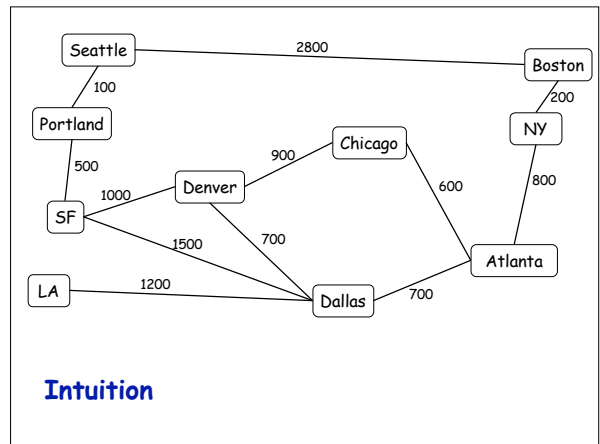 2800
Seattle
Boston
100
200
Portland
NY
Chicago
900
500
Denver
1000
600
800
SF
700
1500
Atlanta
LA
1200
Dallas
700
Intuition